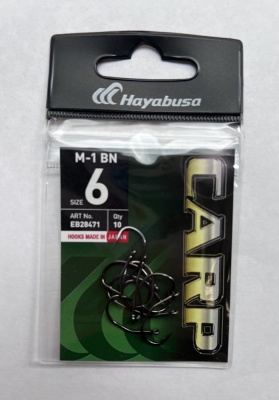 Hayabusa
M-1 BN
SIZE 6
ART No. Qty
EB28471 10
HOOKS MADE IN JAPAN
CARP